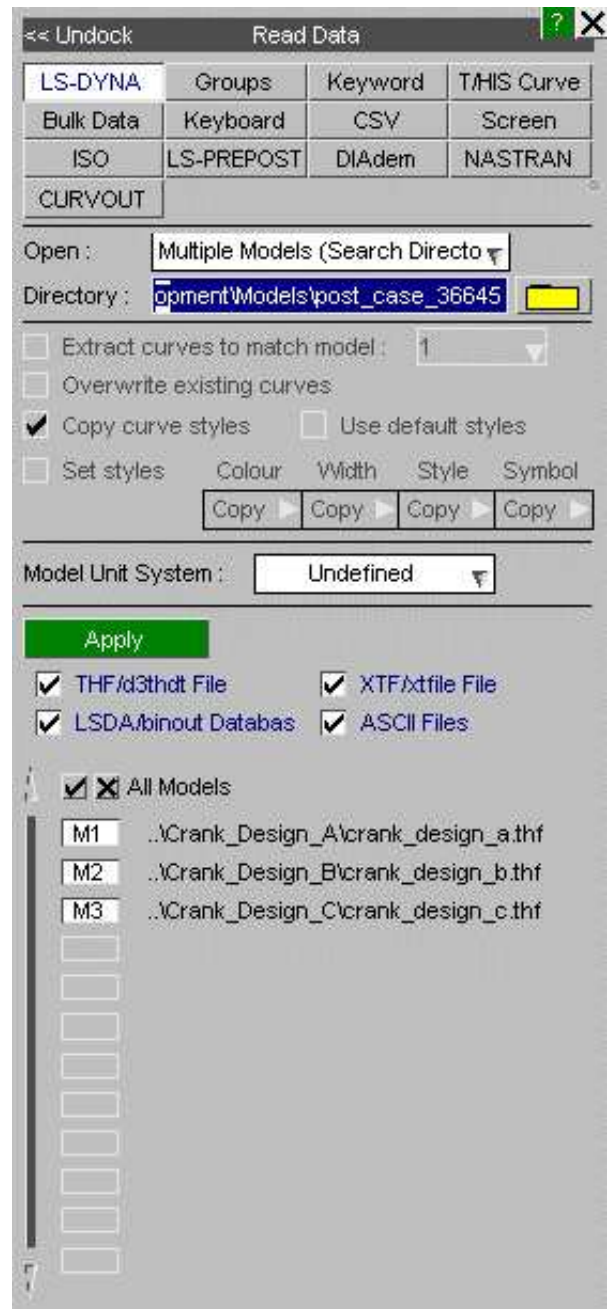 << Undock Read Data ? X
LS-DYNA Groups Keyword T/HIS Curve
Bulk Data Keyboard CSV Screen
ISO LS-PREPOST DIAdem NASTRAN
CURVOUT
Open : Multiple Models (Search Directo
Directory : opment\Models\post_case_36645
Extract curves to match model : 1
Overwrite existing curves
Copy curve styles Use default styles
Set styles Colour Width Style Symbol
Copy Copy Copy Copy
Model Unit System : Undefined
Apply
THF/d3thdt File XTF/xtfile File
LSDA/binout Databas ASCII Files
All Models
M1 ..\Crank_Design_A\crank_design_a.thf
M2 ..\Crank_Design_B\crank_design_b.thf
M3 ..\Crank_Design_C\crank_design_c.thf